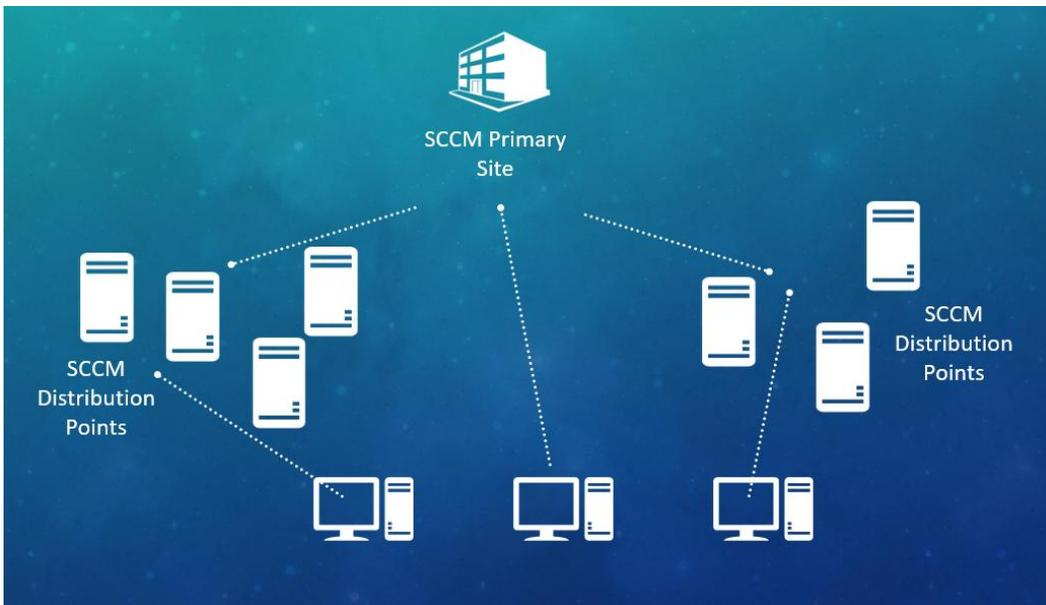 SCCM Primary
Site
SCCM
Distribution
Points
SCCM
Distribution
Points